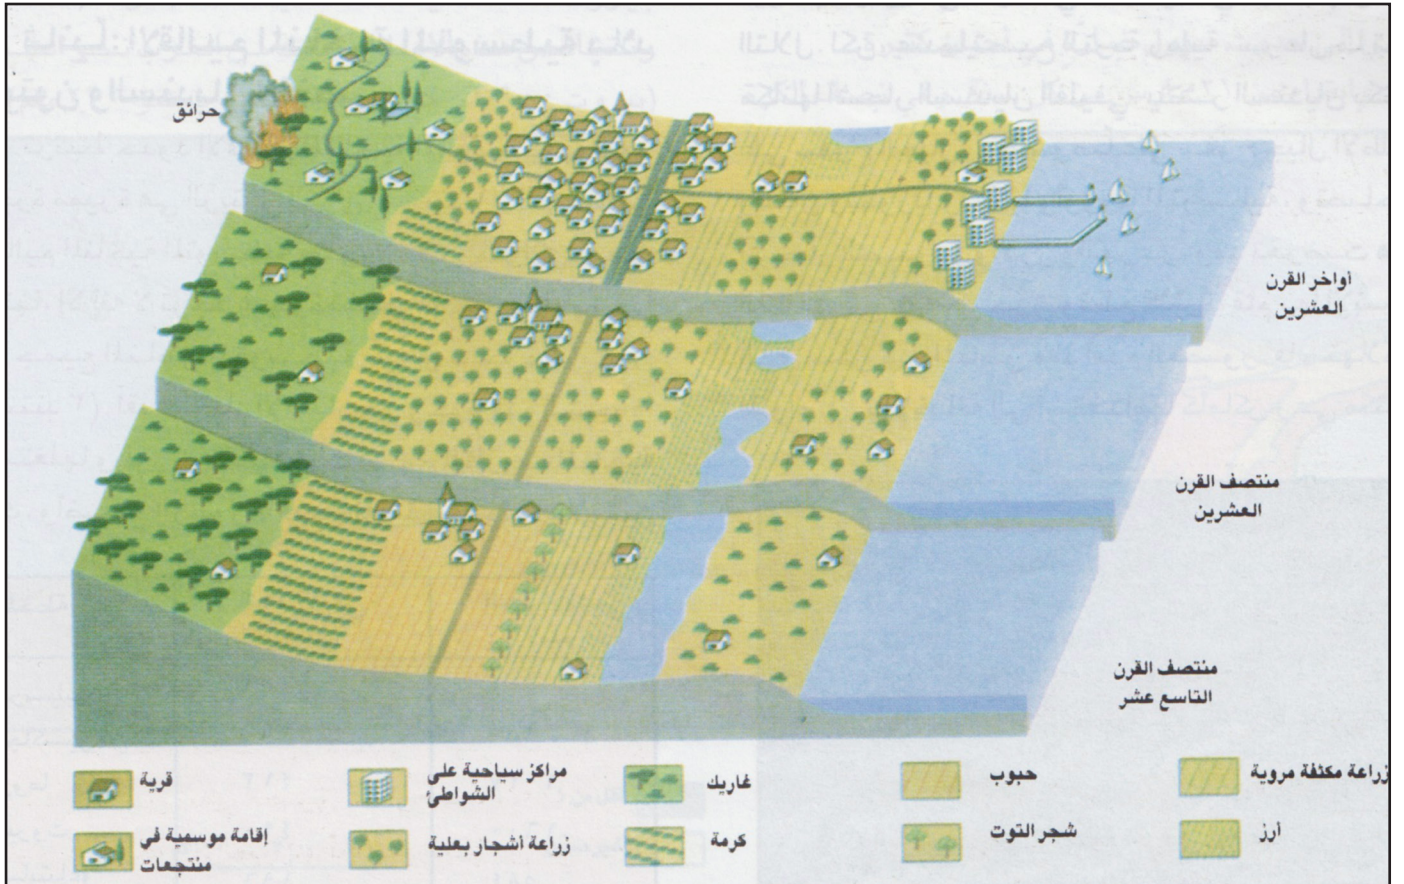 حرائق
أواخر القرن
العشرين
منتصف القرن
العشرين
منتصف القرن
التاسع عشر
زراعة مكثفة مروية
حبوب
غاريك
مراكز سياحية على
الشواطئ
قرية
أرز
شجر التوت
كرمة
زراعة اشجار بعلية
إقامة موسمية في
منتجعات